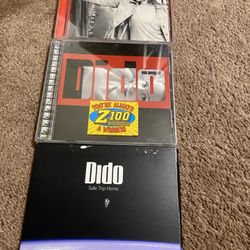 DIDO
YOU'RE ALWAYS
Z100
A WINNER!
Dido
Safe Trip Home